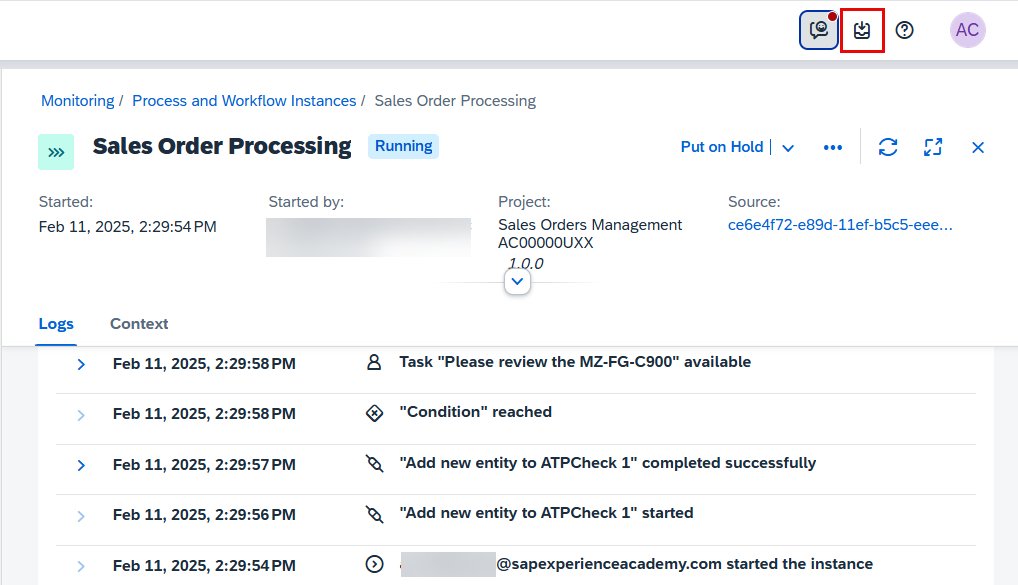 AC
Monitoring / Process and Workflow Instances / Sales Order Processing
Sales Order Processing Running Put on Hold
Started: Started by: Project: Source:
Feb 11, 2025, 2:29:54 PM Sales Orders Management ce6e4f72-e89d-11ef-b5c5-eee...
AC00000UXX
1.0.0
Logs Context
Feb 11, 2025, 2:29:58 PM Task "Please review the MZ-FG-C900" available
Feb 11, 2025, 2:29:58 PM "Condition" reached
Feb 11, 2025, 2:29:57 PM "Add new entity to ATPCheck 1" completed successfully
Feb 11, 2025, 2:29:56 PM "Add new entity to ATPCheck 1" started
Feb 11, 2025, 2:29:54 PM @sapexperienceacademy.com started the instance